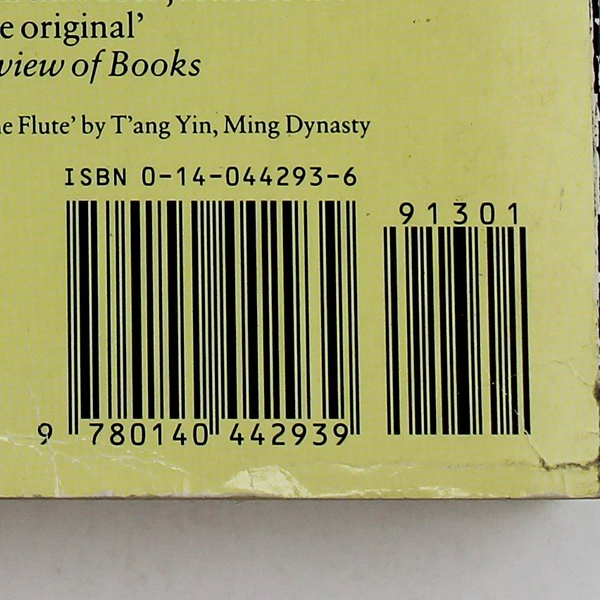 e original’
view of Books
e Flute’ by T’ang Yin, Ming Dynasty
ISBN 0-14-044293-6
91301
9 780140 442939